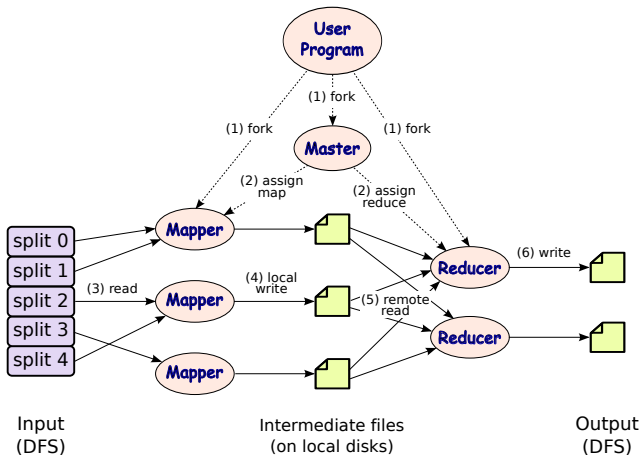 User
Program
(1) fork
(1) fork
(1) fork
Master
(2) assign
map
(2) assign
reduce
split 0
split 1
split 2
split 3
split 4
Mapper
(3) read
Mapper
(4) local
write
Mapper
(5) remote
read
Reducer
(6) write
Reducer
Input
(DFS)
Intermediate files
(on local disks)
Output
(DFS)